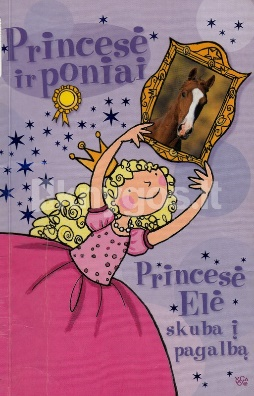 Princesė
ir poniai
Princesė
Elė
skuba į
pagalbą